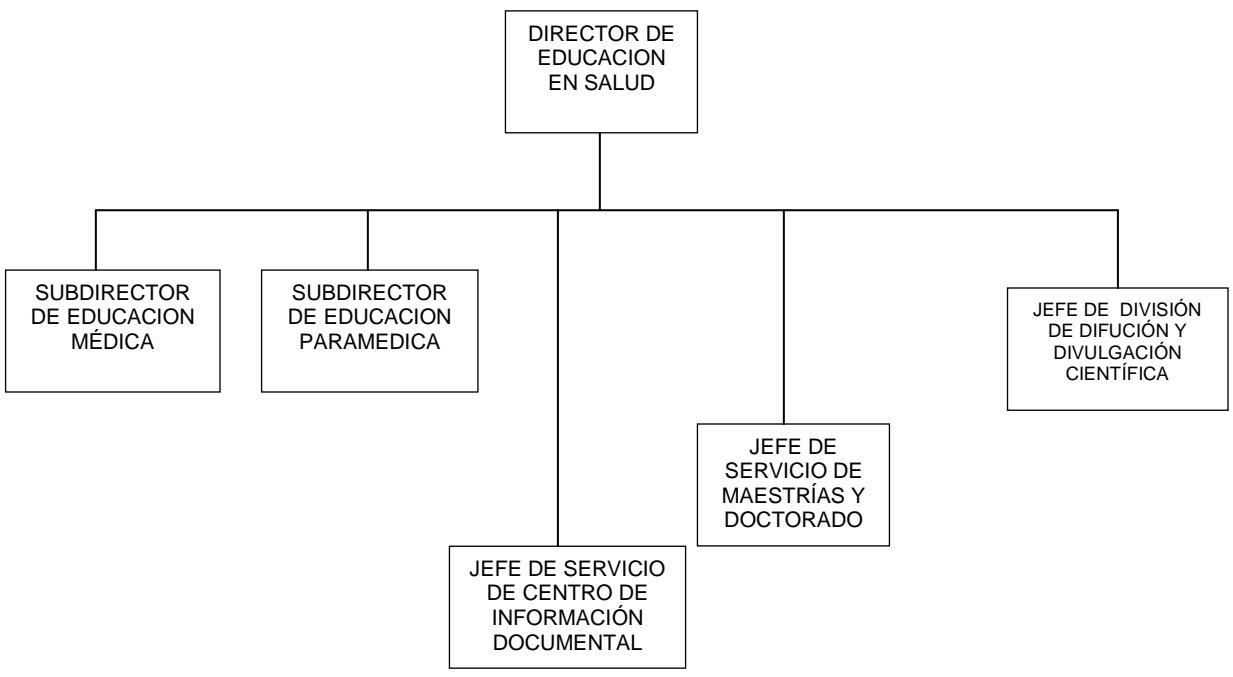 DIRECTOR DE
EDUCACION
EN SALUD
SUBDIRECTOR
DE EDUCACION
MÉDICA
SUBDIRECTOR
DE EDUCACION
PARAMEDICA
JEFE DE DIVISIÓN
DE DIFUCIÓN Y
DIVULGACIÓN
CIENTÍFICA
JEFE DE
SERVICIO DE
MAESTRÍAS Y
DOCTORADO
JEFE DE SERVICIO
DE CENTRO DE
INFORMACIÓN
DOCUMENTAL